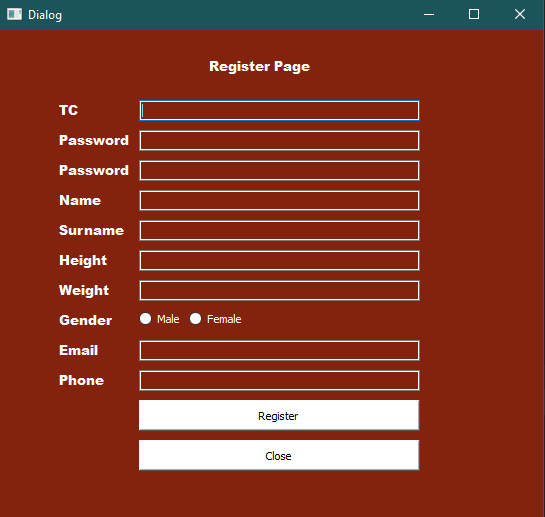 Dialog
Register Page
TC
Password
Password
Name
Surname
Height
Weight
Gender Male Female
Email
Phone
Register
Close